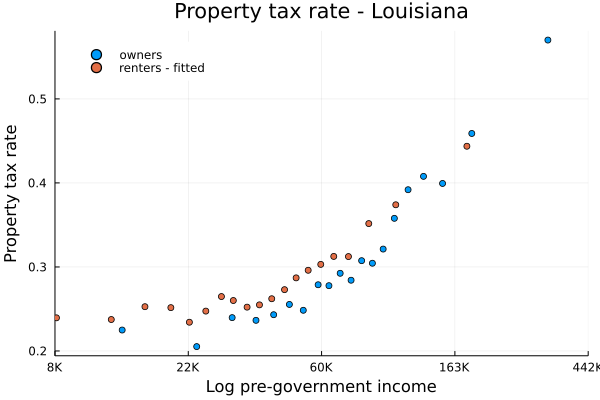 Property tax rate - Louisiana
owners
renters - fitted
Property tax rate
0.5
0.4
0.3
0.2
8K 22K 60K 163K 442K
Log pre-government income